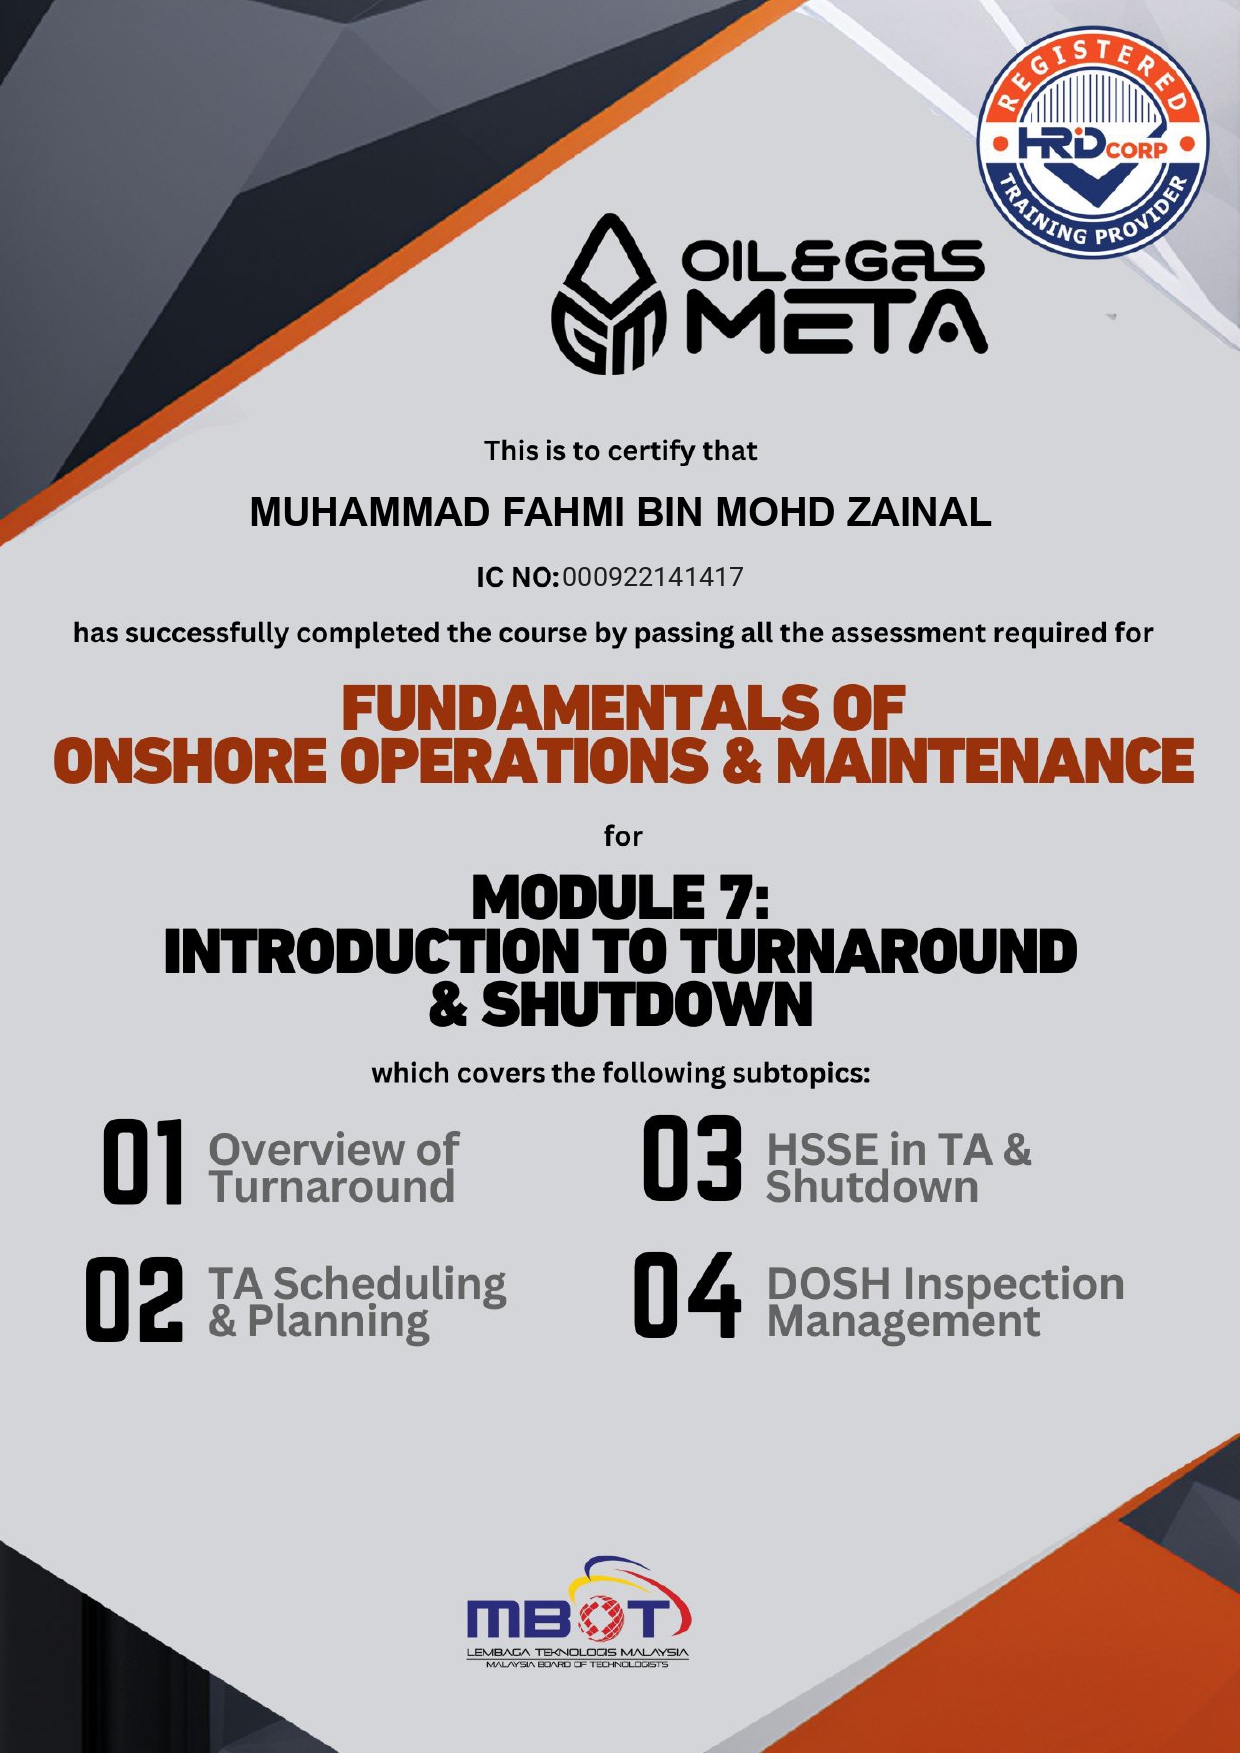 REGISTERED
HRD CORP
TRAINING PROVIDER
OIL&GAS
META
GM
This is to certify that
MUHAMMAD FAHMI BIN MOHD ZAINAL
IC NO:000922141417
has successfully completed the course by passing all the assessment required for
FUNDAMENTALS OF
ONSHORE OPERATIONS & MAINTENANCE
for
MODULE 7:
INTRODUCTION TO TURNAROUND
& SHUTDOWN
which covers the following subtopics:
01 Overview of
Turnaround
03 HSSE in TA &
Shutdown
02 TA Scheduling
& Planning
04 DOSH Inspection
Management
MBOT
LEMBAGA TEKNOLOGIS MALAYSIA
MALAYSIA BOARD OF TECHNOLOGISTS